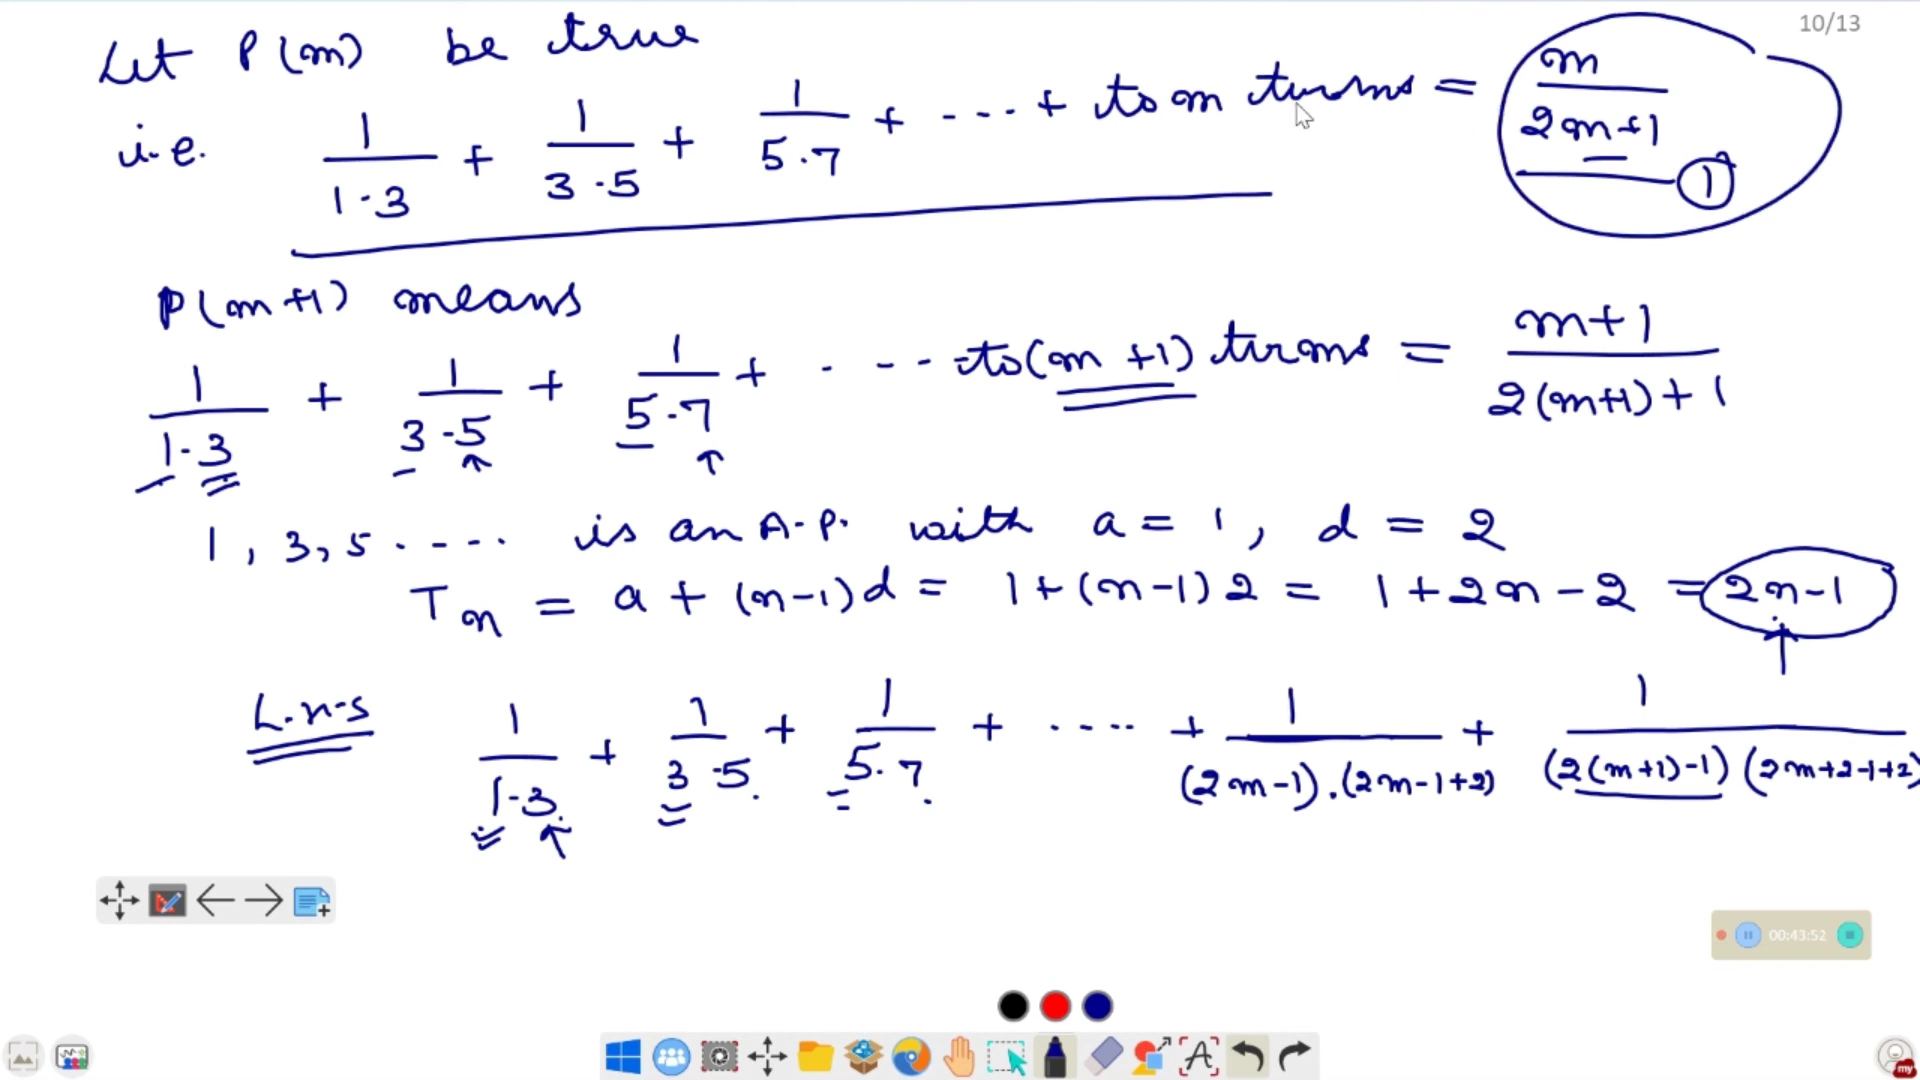 10/13
Let P(m) be true
i.e. 1/1·3 + 1/3·5 + 1/5·7 + ---- + to m terms = m/2m+1 ①
P(m+1) means
1/1·3 + 1/3·5 + 1/5·7 + ---- to (m+1) terms = m+1/2(m+1)+1
1, 3, 5 ----- is an A.P. with a = 1, d = 2
Tn = a + (n-1)d = 1+(n-1)2 = 1+2n-2 = 2n-1
L.H.S 1/1·3 + 1/3·5 + 1/5·7 + ---- + 1/(2m-1).(2m-1+2) + 1/(2(m+1)-1)(2m+2-1+2)
00:43:52
A
my